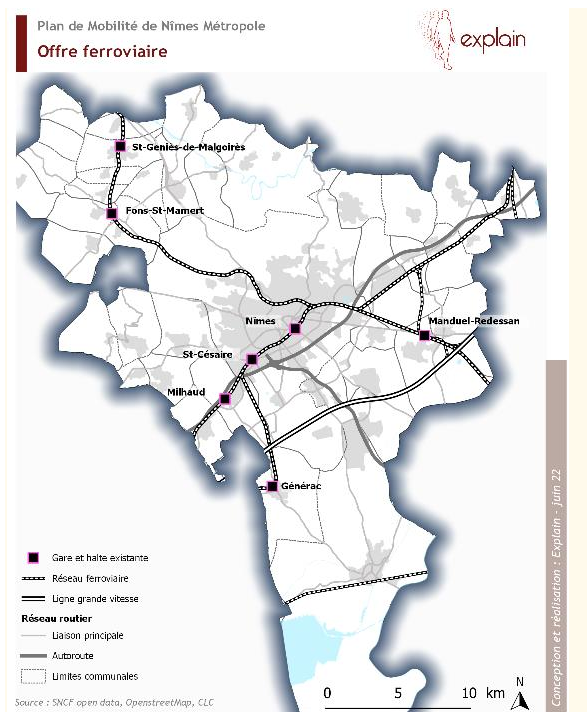 Plan de Mobilité de Nîmes Métropole
Offre ferroviaire
explain
St-Geniès-de-Malgoirès
Fons-St-Mamert
Nîmes
Manduel-Redessan
St-Césaire
Milhaud
Générac
Gare et halte existante
Réseau ferroviaire
Ligne grande vitesse
Réseau routier
Liaison principale
Autoroute
Limites communales
Source : SNCF open data, OpenstreetMap, CLC
0 5 10 km
N
Conception et réalisation : Explain - juin 22